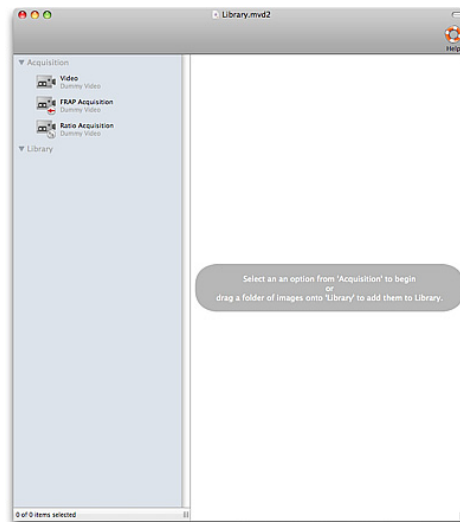 Library.mvd2
Help
Acquisition
Video
Dummy Video
FRAP Acquisition
Dummy Video
Ratio Acquisition
Dummy Video
Library
Select an an option from 'Acquisition' to begin
or
drag a folder of images onto 'Library' to add them to Library.
0 of 0 items selected